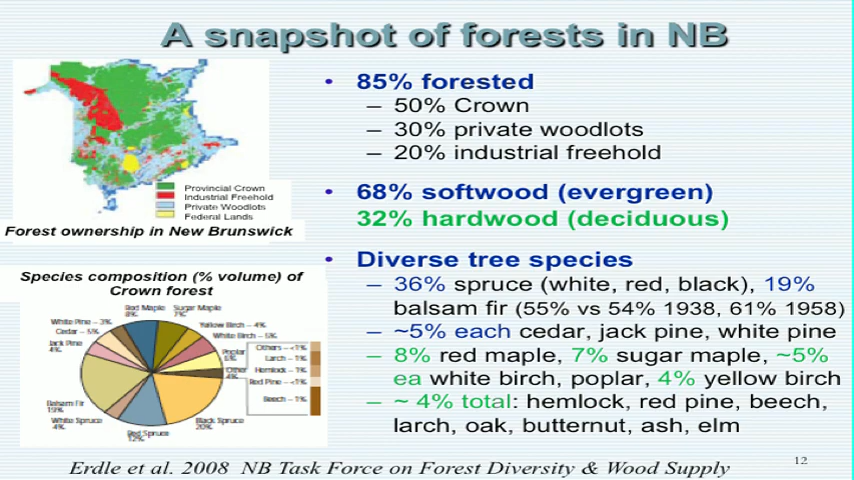 A snapshot of forests in NB
Provincial Crown
Industrial Freehold
Private Woodlots
Federal Lands
Forest ownership in New Brunswick
Species composition (% volume) of
Crown forest
Red Maple
8%
Sugar Maple
7%
Yellow Birch - 4%
White Birch - 5%
Poplar
Other
4%
Others - <1%
Larch - 1%
Hemlock - 1%
Red Pine - <1%
Beech - 1%
Black Spruce
20%
Red Spruce
12%
White Spruce
4%
Balsam Fir
19%
Jack Pine
4%
Cedar - 5%
White Pine - 3%
• 85% forested
– 50% Crown
– 30% private woodlots
– 20% industrial freehold
• 68% softwood (evergreen)
32% hardwood (deciduous)
• Diverse tree species
– 36% spruce (white, red, black), 19%
balsam fir (55% vs 54% 1938, 61% 1958)
– ~5% each cedar, jack pine, white pine
– 8% red maple, 7% sugar maple, ~5%
ea white birch, poplar, 4% yellow birch
– ~ 4% total: hemlock, red pine, beech,
larch, oak, butternut, ash, elm
Erdle et al. 2008 NB Task Force on Forest Diversity & Wood Supply
12